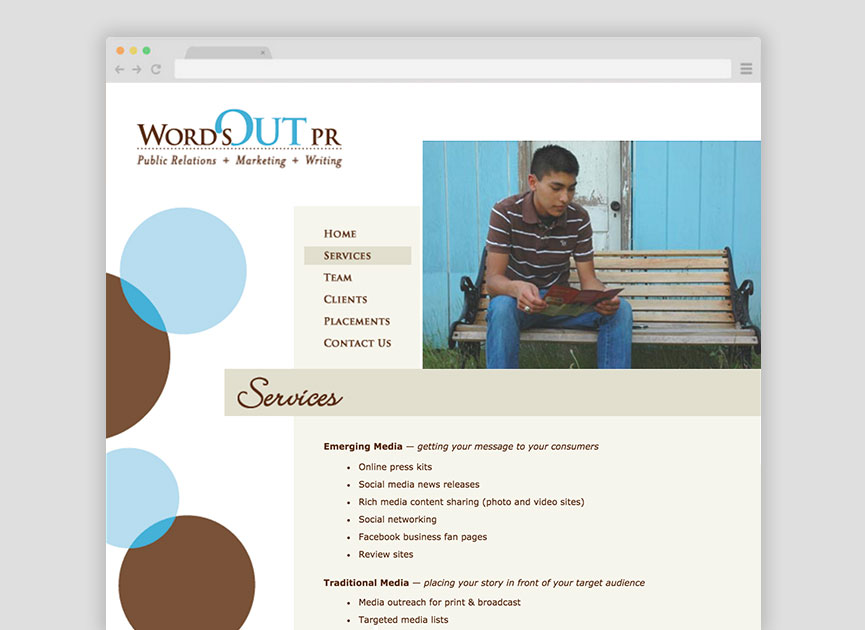 WORD'S OUT PR
Public Relations + Marketing + Writing
HOME
SERVICES
TEAM
CLIENTS
PLACEMENTS
CONTACT US
Services
Emerging Media — getting your message to your consumers
• Online press kits
• Social media news releases
• Rich media content sharing (photo and video sites)
• Social networking
• Facebook business fan pages
• Review sites
Traditional Media — placing your story in front of your target audience
• Media outreach for print & broadcast
• Targeted media lists